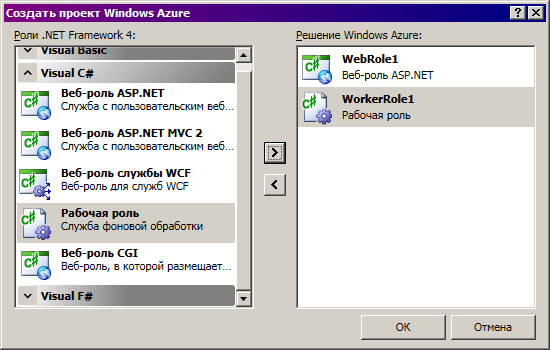 Создать проект Windows Azure
Роли .NET Framework 4:
Visual Basic
Visual C#
Веб-роль ASP.NET
Служба с пользовательским веб...
Веб-роль ASP.NET MVC 2
Служба с пользовательским веб...
Веб-роль службы WCF
Веб-роль для служб WCF
Рабочая роль
Служба фоновой обработки
Веб-роль CGI
Веб-роль, в которой размещает...
Visual F#
Решение Windows Azure:
WebRole1
Веб-роль ASP.NET
WorkerRole1
Рабочая роль
ОК
Отмена